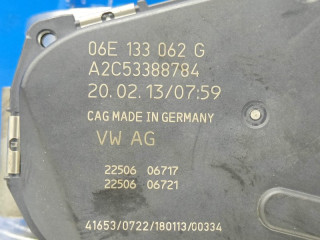 06E 133 062 G
A2C53388784
20.02.13/07:59
CAG MADE IN GERMANY
VW AG
22506 06717
22506 06721
41653/0722/180113/00334